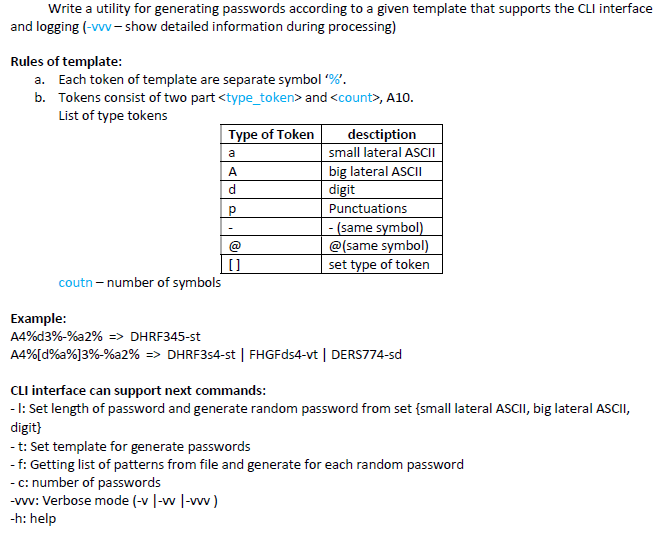 Write a utility for generating passwords according to a given template that supports the CLI interface
and logging (-vvv – show detailed information during processing)
Rules of template:
a. Each token of template are separate symbol ‘%’.
b. Tokens consist of two part <type_token> and <count>, A10.
List of type tokens
Type of Token desctiption
a small lateral ASCII
A big lateral ASCII
d digit
p Punctuations
- - (same symbol)
@ @(same symbol)
[ ] set type of token
coutn – number of symbols
Example:
A4%d3%-%a2% => DHRF345-st
A4%[d%a%]3%-%a2% => DHRF3s4-st | FHGFds4-vt | DERS774-sd
CLI interface can support next commands:
- l: Set length of password and generate random password from set {small lateral ASCII, big lateral ASCII,
digit}
- t: Set template for generate passwords
- f: Getting list of patterns from file and generate for each random password
- c: number of passwords
-vvv: Verbose mode (-v |-vv |-vvv )
-h: help